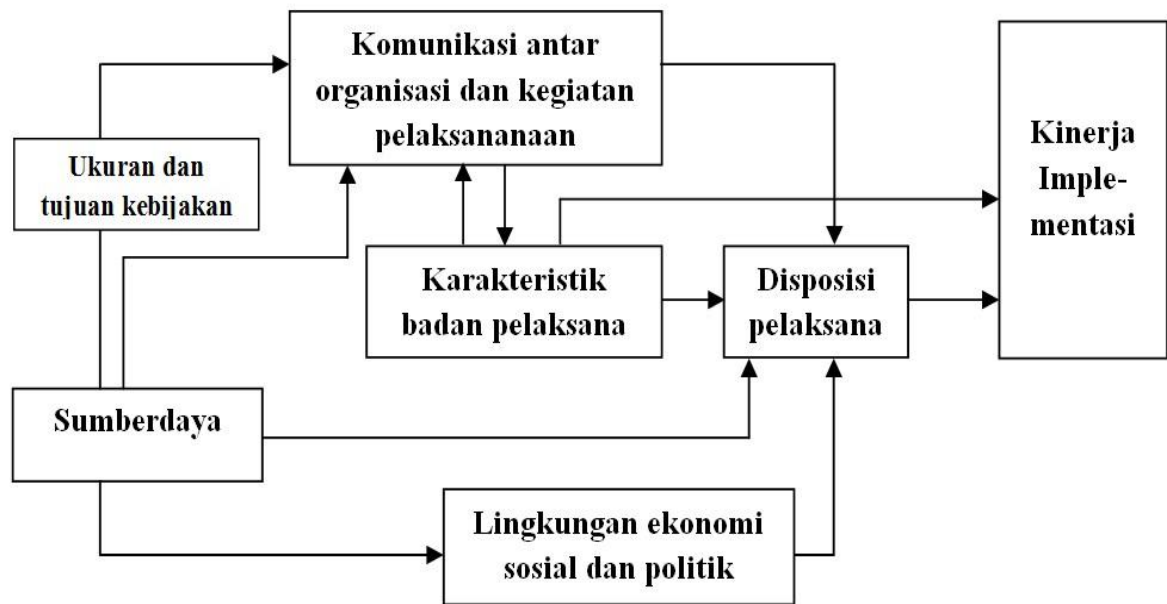 Komunikasi antar
organisasi dan kegiatan
pelaksananaan
Ukuran dan
tujuan kebijakan
Kinerja
Imple-
mentasi
Karakteristik
badan pelaksana
Disposisi
pelaksana
Sumberdaya
Lingkungan ekonomi
sosial dan politik